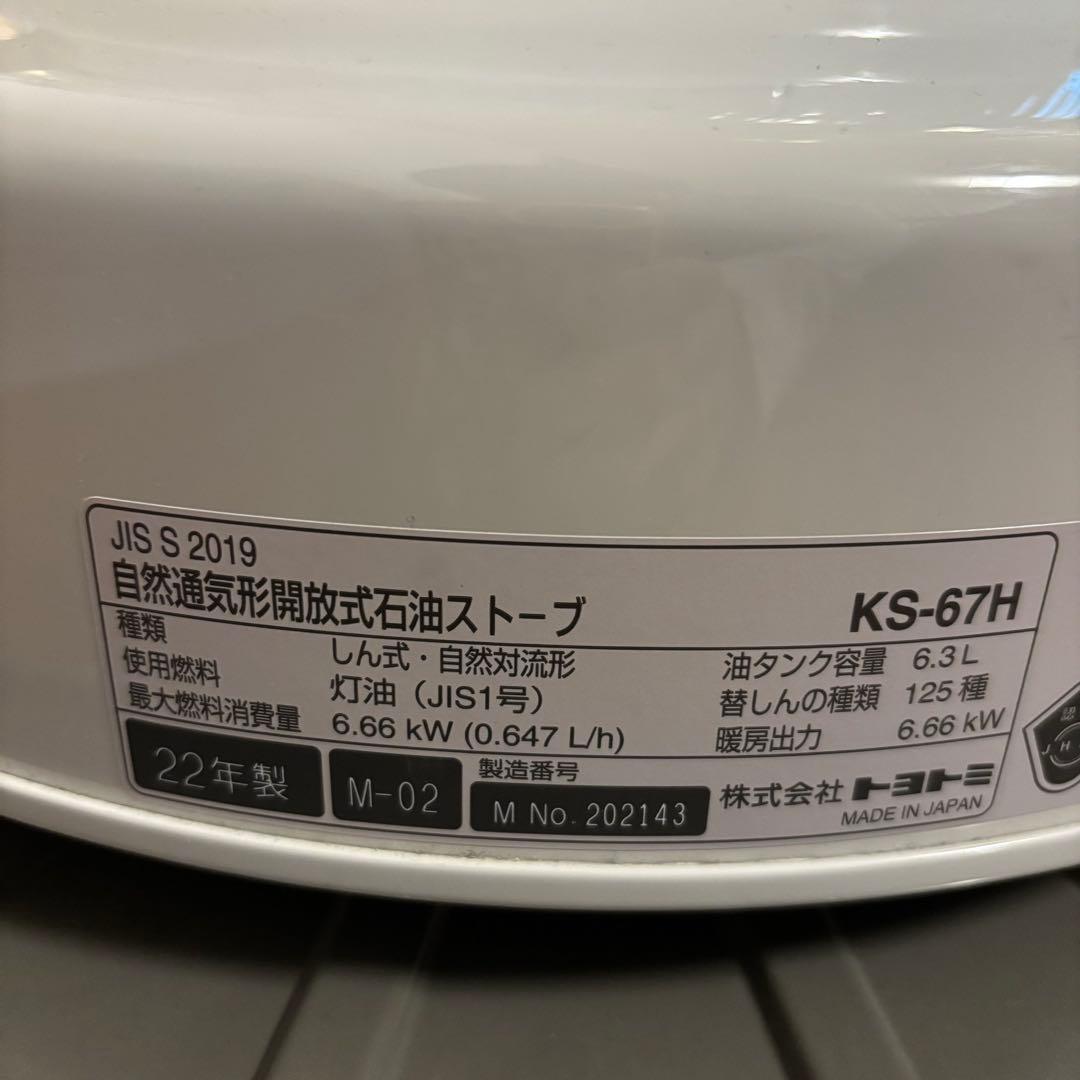 JIS S 2019
自然通気形開放式石油ストーブ KS-67H
種類 しん式・自然対流形 油タンク容量 6.3 L
使用燃料 灯油（JIS1号） 替しんの種類 125 種
最大燃料消費量 6.66 kW (0.647 L/h) 暖房出力 6.66 kW
22年製 M-02 製造番号 M No. 202143 株式会社 トヨトミ
MADE IN JAPAN
認
J H